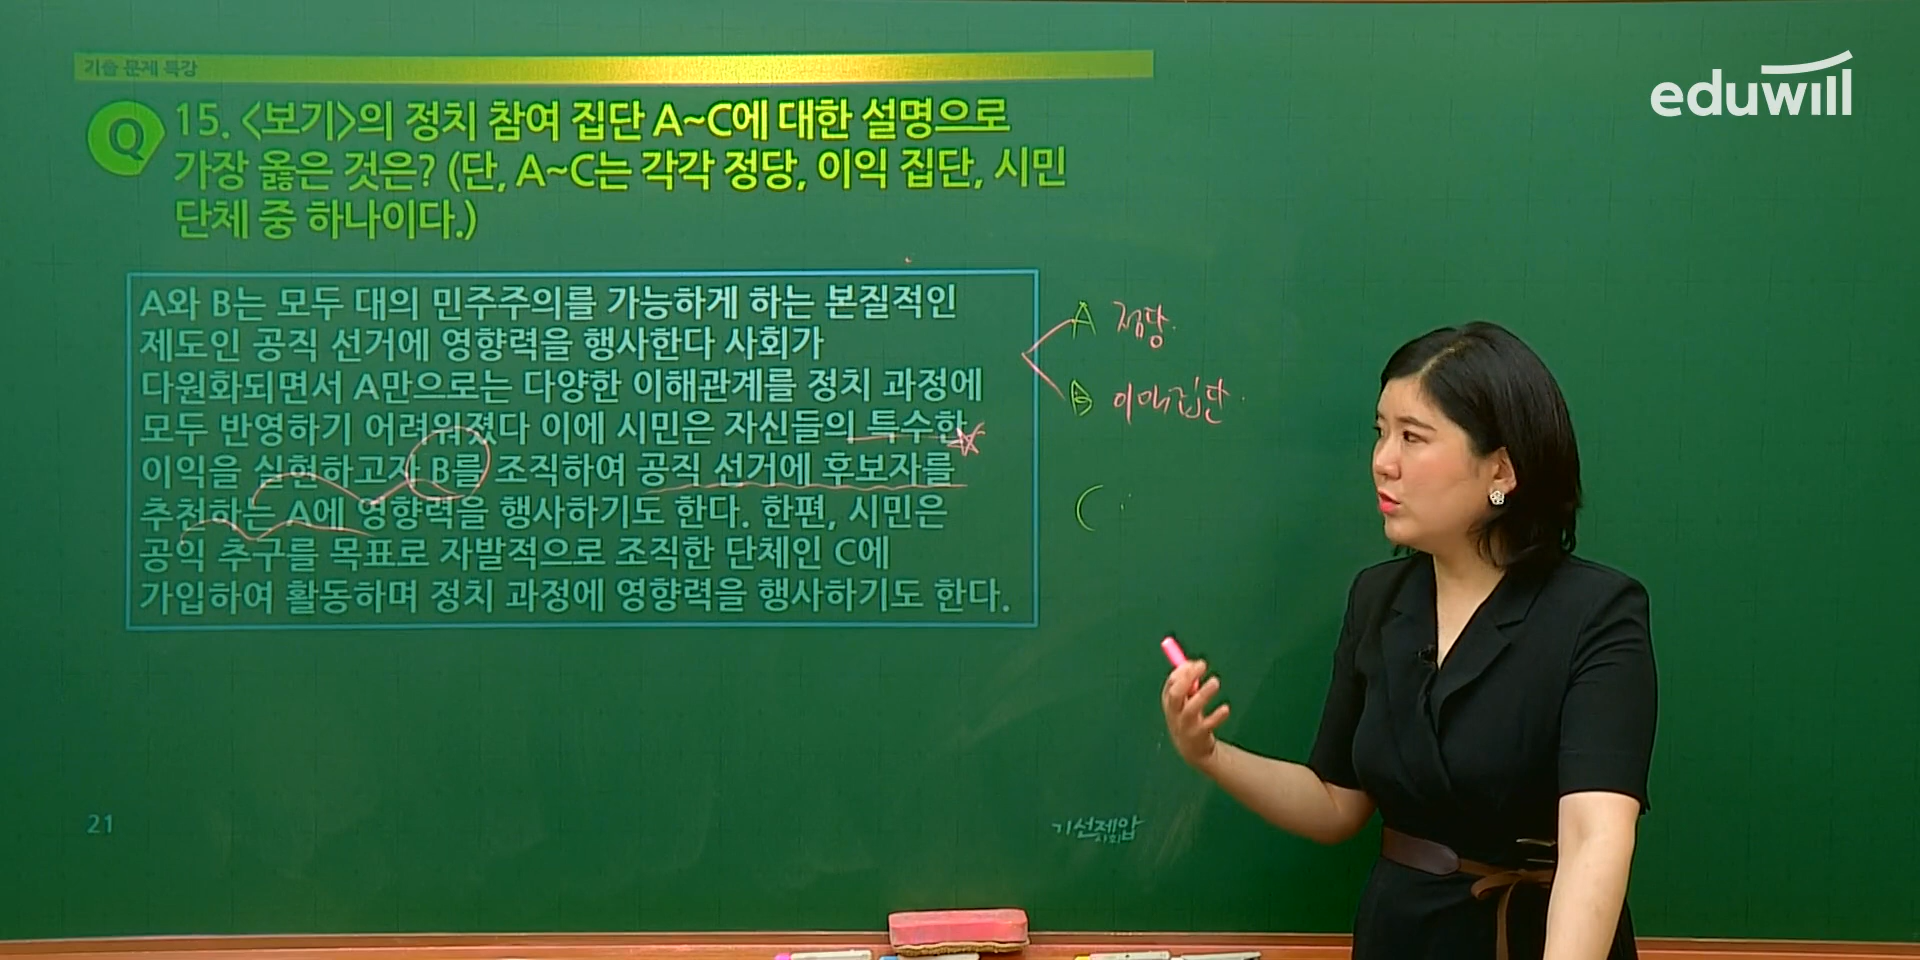 기출 문제 특강
eduwill
Q
15. <보기>의 정치 참여 집단 A~C에 대한 설명으로
가장 옳은 것은? (단, A~C는 각각 정당, 이익 집단, 시민
단체 중 하나이다.)
A와 B는 모두 대의 민주주의를 가능하게 하는 본질적인
제도인 공직 선거에 영향력을 행사한다 사회가
다원화되면서 A만으로는 다양한 이해관계를 정치 과정에
모두 반영하기 어려워졌다 이에 시민은 자신들의 특수한
이익을 실현하고자 B를 조직하여 공직 선거에 후보자를
추천하는 A에 영향력을 행사하기도 한다. 한편, 시민은
공익 추구를 목표로 자발적으로 조직한 단체인 C에
가입하여 활동하며 정치 과정에 영향력을 행사하기도 한다.
A 정당.
B 이익집단.
C
21
기선제압
사회